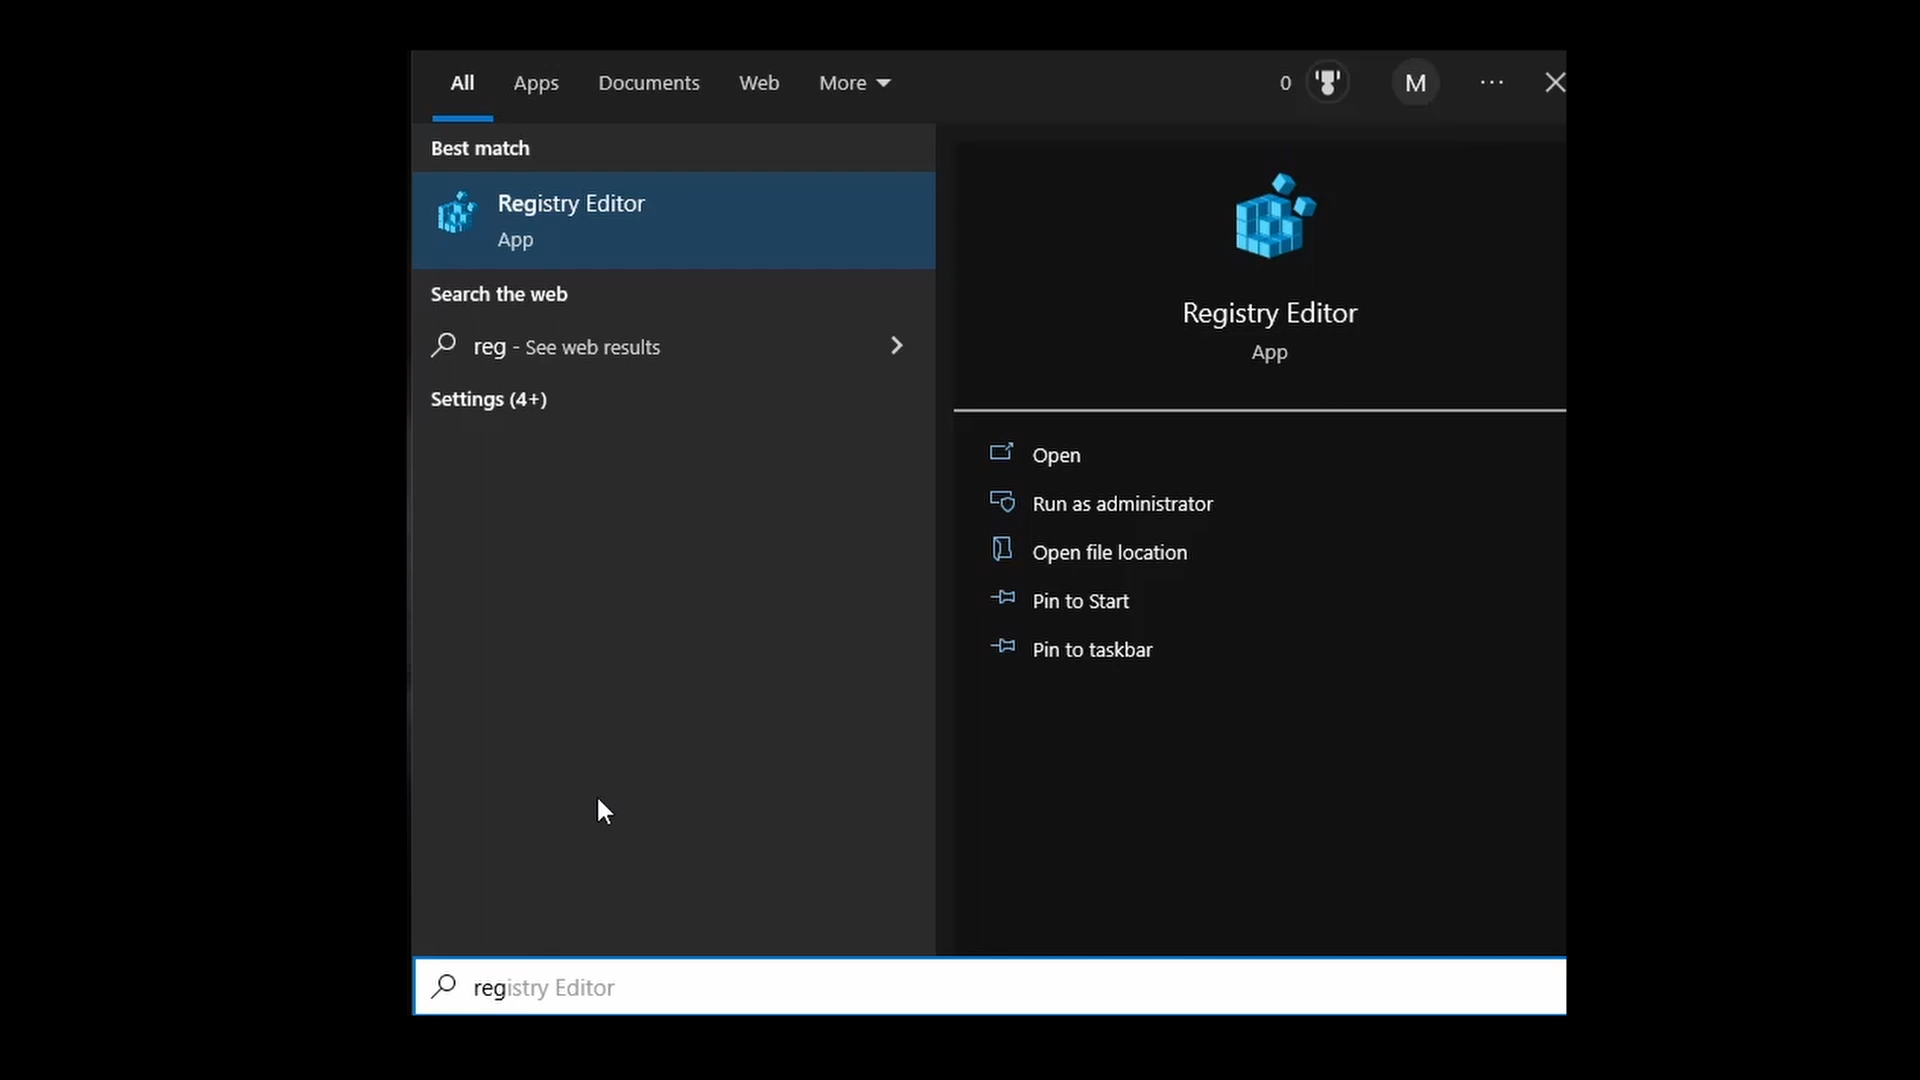 All Apps Documents Web More 0 M ...
Best match
Registry Editor
App
Search the web
reg - See web results
Settings (4+)
Registry Editor
App
Open
Run as administrator
Open file location
Pin to Start
Pin to taskbar
registry Editor